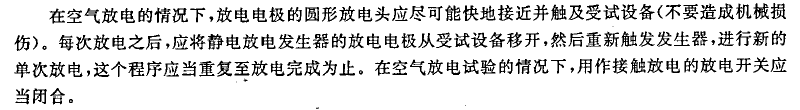 在空气放电的情况下,放电电极的圆形放电头应尽可能快地接近并触及受试设备(不要造成机械损
伤)。每次放电之后,应将静电放电发生器的放电电极从受试设备移开,然后重新触发发生器,进行新的
单次放电,这个程序应当重复至放电完成为止。在空气放电试验的情况下,用作接触放电的放电开关应
当闭合。